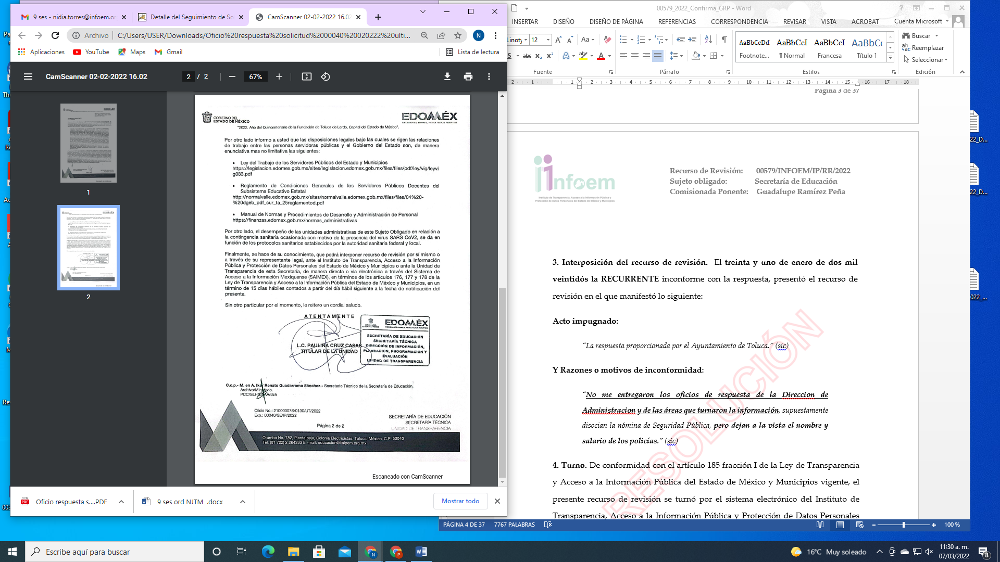 9 ses - nidia.torres@infoem.or
Detalle del Seguimiento de So
CamScanner 02-02-2022 16.02
Archivo
C:/Users/USER/Downloads/Oficio%20respuesta%20solicitud%2000040%20020222%20ulti...
N
Aplicaciones
YouTube
Maps
Gmail
Lista de lectura
CamScanner 02-02-2022 16.02
2 / 2
67%
1
2
GOBIERNO DEL
ESTADO DE MÉXICO
EDOMÉX
DECISIONES FIRMES, RESULTADOS FUERTES.
"2022. Año del Quincentenario de la Fundación de Toluca de Lerdo, Capital del Estado de México".
Por otro lado informo a usted que las disposiciones legales bajo las cuales se rigen las relaciones
de trabajo entre las personas servidoras públicas y el Gobierno del Estado son, de manera
enunciativa mas no limitativa las siguientes:
• Ley del Trabajo de los Servidores Públicos del Estado y Municipios
https://legislacion.edomex.gob.mx/sites/legislacion.edomex.gob.mx/files/files/pdf/ley/vig/leyvi
g083.pdf
• Reglamento de Condiciones Generales de los Servidores Públicos Docentes del
Subsistema Educativo Estatal
http://normalvalle.edomex.gob.mx/sites/normalvalle.edomex.gob.mx/files/files/04%20-
%20dgeb_pdf_cur_ta_25reglamentod.pdf
• Manual de Normas y Procedimientos de Desarrollo y Administración de Personal
https://finanzas.edomex.gob.mx/normas_administrativas
Por otro lado, el desempeño de las unidades administrativas de este Sujeto Obligado en relación a
la contingencia sanitaria ocasionada con motivo de la presencia del virus SARS CoV2, se da en
función de los protocolos sanitarios establecidos por la autoridad sanitaria federal y local.
Finalmente, se hace de su conocimiento, que podrá interponer recurso de revisión por sí mismo o
a través de su representante legal, ante el Instituto de Transparencia, Acceso a la Información
Pública y Protección de Datos Personales del Estado de México y Municipios o ante la Unidad de
Transparencia de esta Secretaría, de manera directa o vía electrónica a través del Sistema de
Acceso a la Información Mexiquense (SAIMEX), en términos de los artículos 176, 177 y 178 de la
Ley de Transparencia y Acceso a la Información Pública del Estado de México y Municipios, en un
término de 15 días hábiles contados a partir del día hábil siguiente a la fecha de notificación del
presente.
Sin otro particular por el momento, le reitero un cordial saludo.
ATENTAMENTE
L.C. PAULINA CRUZ CASAS
TITULAR DE LA UNIDAD
EDOMÉX
DECISIONES FIRMES, RESULTADOS FUERTES.
SECRETARÍA DE EDUCACIÓN
SECRETARÍA TÉCNICA
DIRECCIÓN DE INFORMACIÓN,
PLANEACIÓN, PROGRAMACIÓN Y
EVALUACIÓN
UNIDAD DE TRANSPARENCIA
C.c.p.- M. en A. Iker Renato Guadarrama Sánchez.- Secretario Técnico de la Secretaría de Educación.
Archivo/Minutario.
Oficio No.: 21000007S/0130/UT/2022
Exp.: 00040/SE/IP/2022
SECRETARÍA DE EDUCACIÓN
SECRETARÍA TÉCNICA
UNIDAD DE TRANSPARENCIA
Página 2 de 2
Otumba No. 782, Planta baja, Colonia Electricistas, Toluca, México, C.P. 50040
Tel. (01 722) 2 264333 E –mail: educacion@itaipem.org.mx
Escaneado con CamScanner
Oficio respuesta s....PDF
9 ses ord NJTM .docx
Mostrar todo
00579_2022_Confirma_GRP - Word
INSERTAR DISEÑO DISEÑO DE PÁGINA REFERENCIAS CORRESPONDENCIA REVISAR VISTA ACROBAT Cuenta Microsoft
Linoty 12
AaBbCcDd AaBbCcI AaBbCcI AaBbC
Footnote... ¶ Normal Francesa Título 1
Buscar
Reemplazar
Seleccionar
Fuente Párrafo Estilos Edición
2 1 1 2 3 4 5 6 7 8 9 10 11 12 13 14 15 16 17 18
Página 3 de 37
infoem
Instituto de Transparencia, Acceso a la Información Pública y
Protección de Datos Personales del Estado de México y Municipios
Recurso de Revisión: 00579/INFOEM/IP/RR/2022
Sujeto obligado: Secretaría de Educación
Comisionada Ponente: Guadalupe Ramírez Peña
3. Interposición del recurso de revisión. El treinta y uno de enero de dos mil
veintidós la RECURRENTE inconforme con la respuesta, presentó el recurso de
revisión en el que manifestó lo siguiente:
Acto impugnado:
"La respuesta proporcionada por el Ayuntamiento de Toluca." (sic)
Y Razones o motivos de inconformidad:
"No me entregaron los oficios de respuesta de la Direccion de
Administracion y de las áreas que turnaron la información, supuestamente
disocian la nómina de Seguridad Pública, pero dejan a la vista el nombre y
salario de los policías." (sic)
4. Turno. De conformidad con el artículo 185 fracción I de la Ley de Transparencia
y Acceso a la Información Pública del Estado de México y Municipios vigente, el
presente recurso de revisión se turnó por el sistema electrónico del Instituto de
Transparencia, Acceso a la Información Pública y Protección de Datos Personales
RESOLUCIÓN
PÁGINA 4 DE 37 7767 PALABRAS
100 %
22_D...
22_D...
022_...
Escribe aquí para buscar
16°C Muy soleado
11:30 a. m.
07/03/2022
8